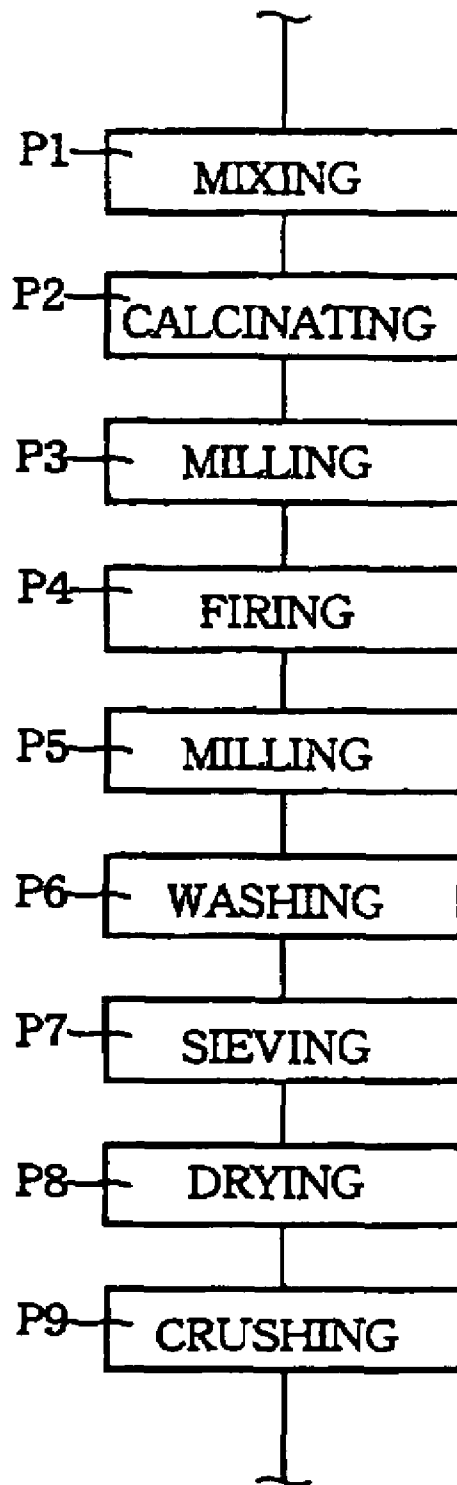 P1 MIXING
P2 CALCINATING
P3 MILLING
P4 FIRING
P5 MILLING
P6 WASHING
P7 SIEVING
P8 DRYING
P9 CRUSHING